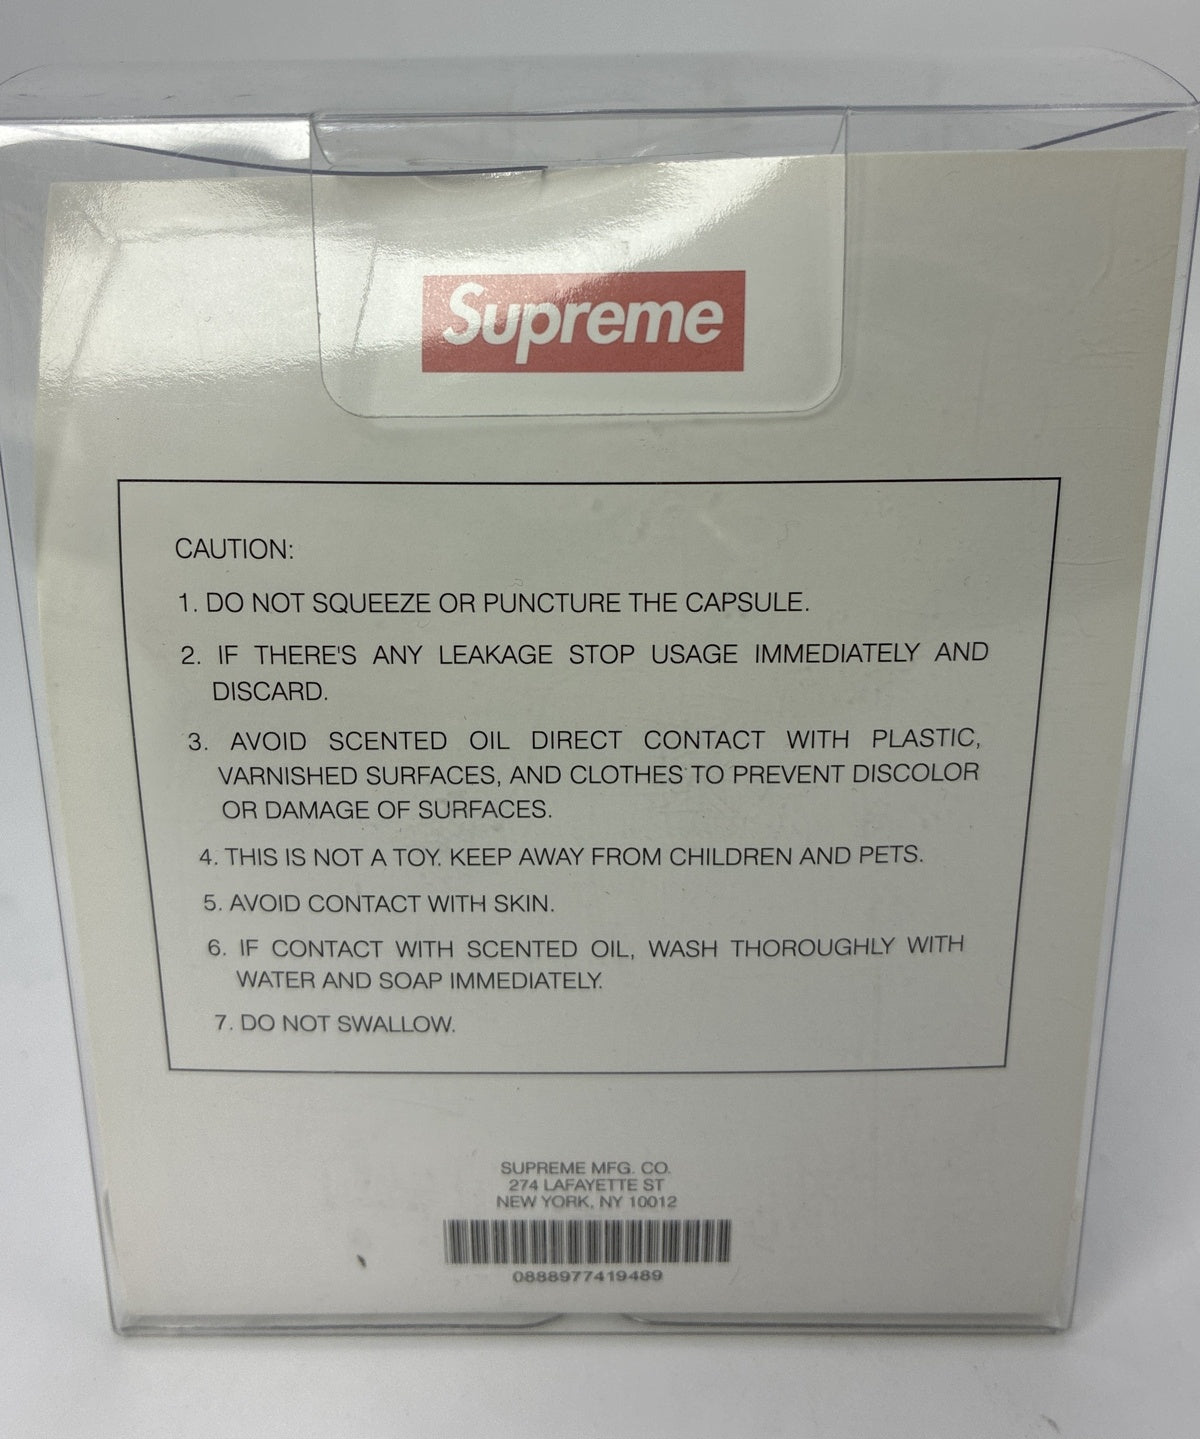 Supreme
CAUTION:
1. DO NOT SQUEEZE OR PUNCTURE THE CAPSULE.
2. IF THERE'S ANY LEAKAGE STOP USAGE IMMEDIATELY AND
DISCARD.
3. AVOID SCENTED OIL DIRECT CONTACT WITH PLASTIC,
VARNISHED SURFACES, AND CLOTHES TO PREVENT DISCOLOR
OR DAMAGE OF SURFACES.
4. THIS IS NOT A TOY. KEEP AWAY FROM CHILDREN AND PETS.
5. AVOID CONTACT WITH SKIN.
6. IF CONTACT WITH SCENTED OIL, WASH THOROUGHLY WITH
WATER AND SOAP IMMEDIATELY.
7. DO NOT SWALLOW.
SUPREME MFG. CO.
274 LAFAYETTE ST
NEW YORK, NY 10012
0888977419489